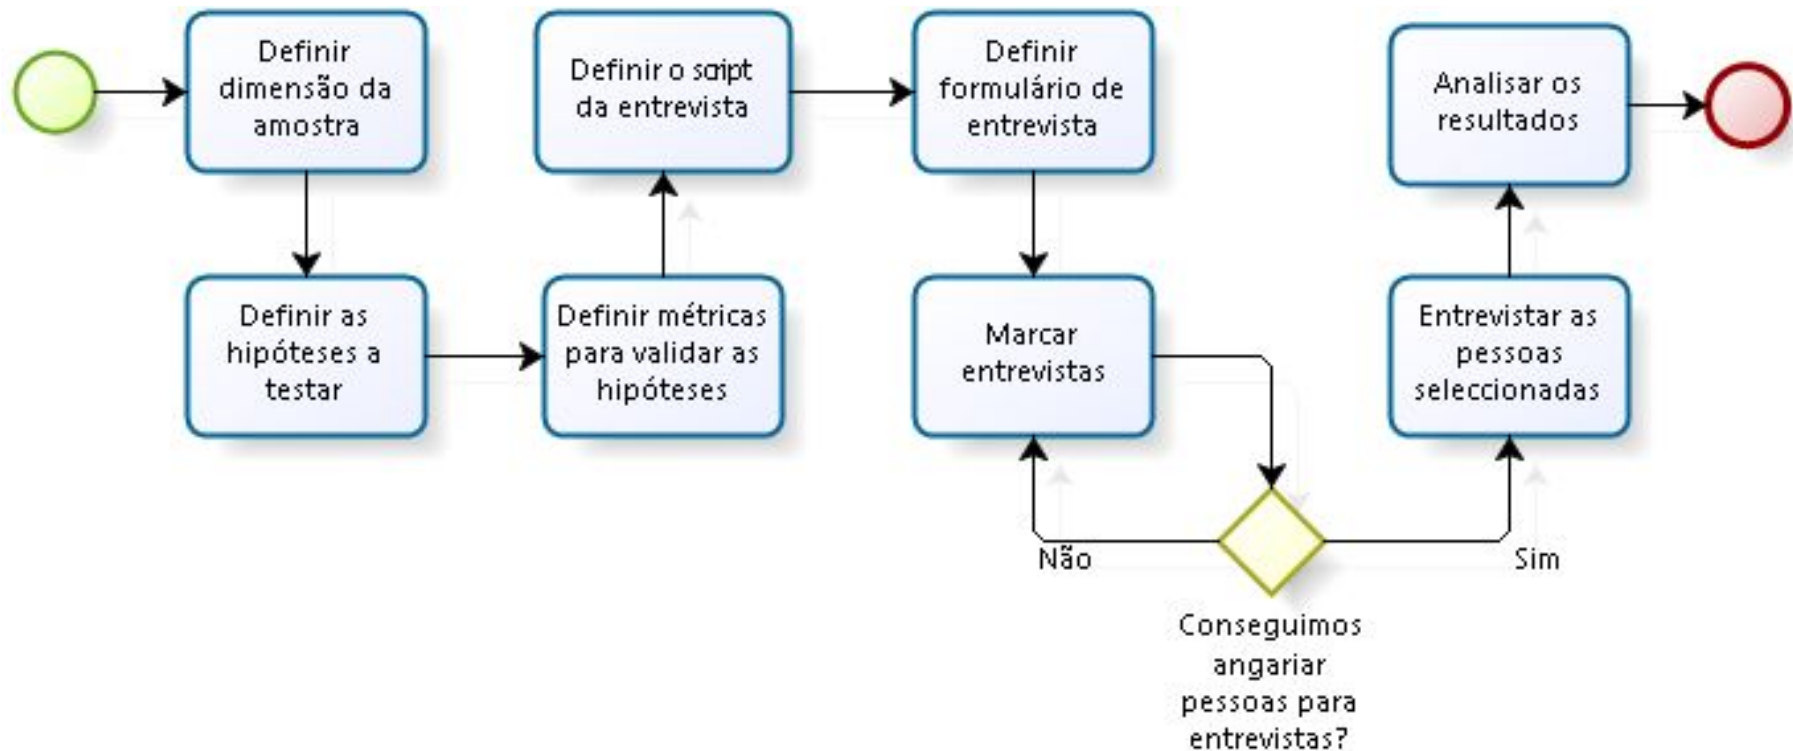 Definir
dimensão da
amostra
Definir as
hipóteses a
testar
Definir métricas
para validar as
hipóteses
Definir o script
da entrevista
Definir
formulário de
entrevista
Marcar
entrevistas
Conseguimos
angariar
pessoas para
entrevistas?
Não
Sim
Entrevistar as
pessoas
seleccionadas
Analisar os
resultados